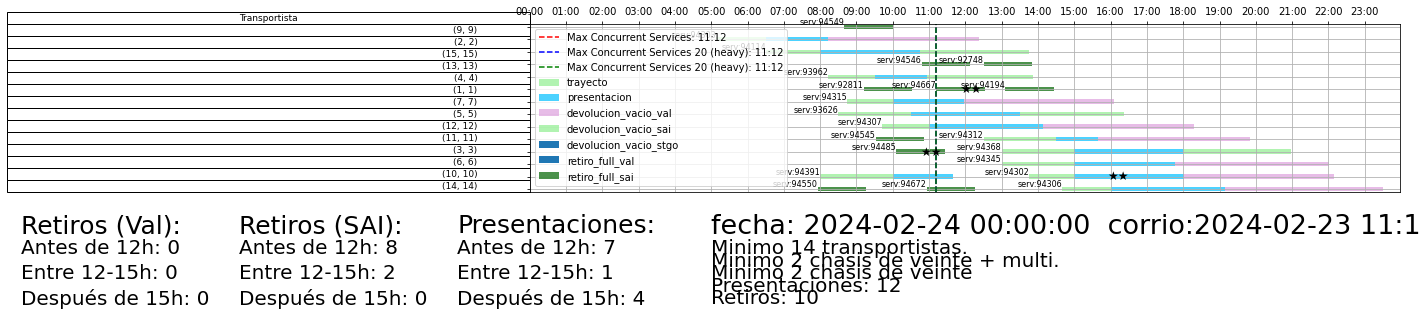 Transportista
00:00 01:00 02:00 03:00 04:00 05:00 06:00 07:00 08:00 09:00 10:00 11:00 12:00 13:00 14:00 15:00 16:00 17:00 18:00 19:00 20:00 21:00 22:00 23:00
(9, 9)
(2, 2)
(15, 15)
(13, 13)
(4, 4)
(1, 1)
(7, 7)
(5, 5)
(12, 12)
(11, 11)
(3, 3)
(6, 6)
(10, 10)
(14, 14)
Max Concurrent Services: 11:12
Max Concurrent Services 20 (heavy): 11:12
Max Concurrent Services 20 (heavy): 11:12
trayecto
presentacion
devolucion_vacio_val
devolucion_vacio_sai
devolucion_vacio_stgo
retiro_full_val
retiro_full_sai
serv:94549
serv:94546 serv:92748
serv:93962
serv:92811 serv:94667 serv:94194
serv:94315
serv:93626
serv:94307
serv:94545 serv:94312
serv:94485 serv:94368
serv:94345
serv:94391 serv:94302
serv:94550 serv:94672 serv:94306
Retiros (Val):
Antes de 12h: 0
Entre 12-15h: 0
Después de 15h: 0
Retiros (SAI):
Antes de 12h: 8
Entre 12-15h: 2
Después de 15h: 0
Presentaciones:
Antes de 12h: 7
Entre 12-15h: 1
Después de 15h: 4
fecha: 2024-02-24 00:00:00 corrio:2024-02-23 11:1
Minimo 14 transportistas.
Minimo 2 chasis de veinte + multi.
Minimo 2 chasis de veinte
Presentaciones: 12
Retiros: 10